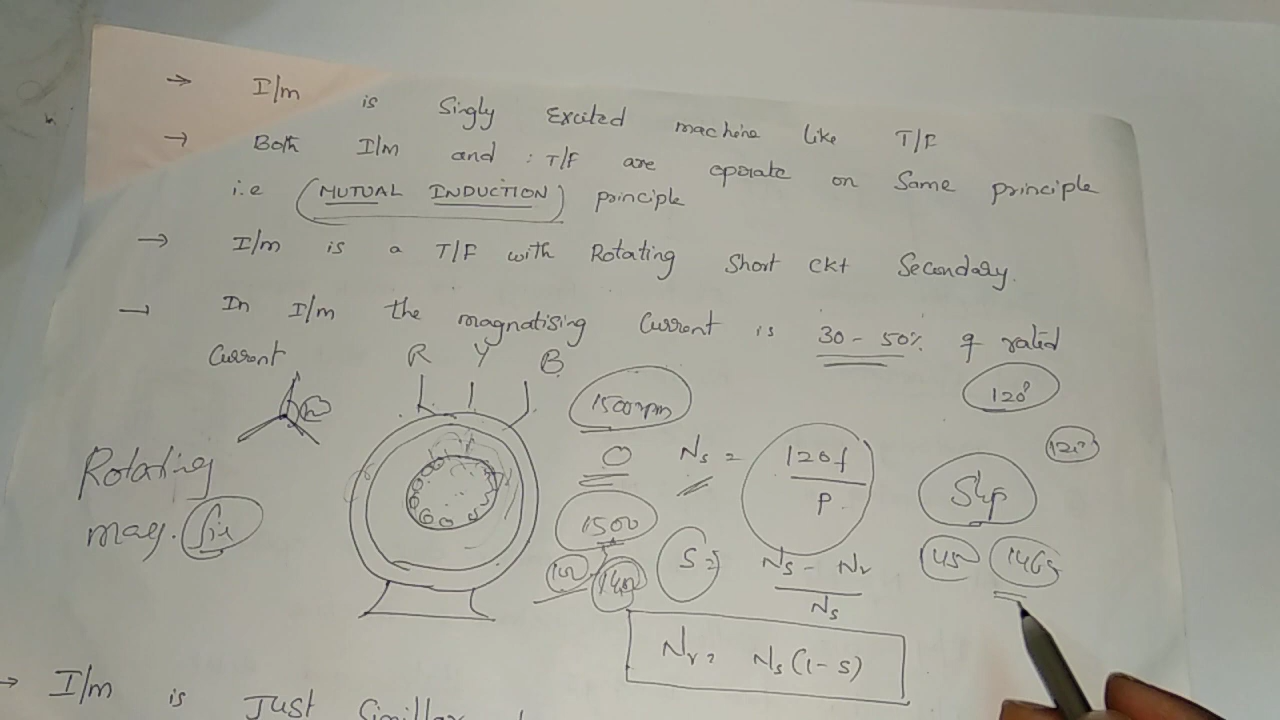 → I/m is Singly Excited machine like T/F
→ Both I/m and : T/F are operate on Same principle
i.e (MUTUAL INDUCTION) principle
→ I/m is a T/F with Rotating Short ckt Secondary.
→ In I/m the magnatising Current is 30 - 50% of rated
Current R Y B
1500rpm 120°
0 Ns = 120f / P
120
Rotating
mag.
Slip
1500
S = Ns - Nr / Ns
Nr = Ns (1 - s)
→ I/m is Just